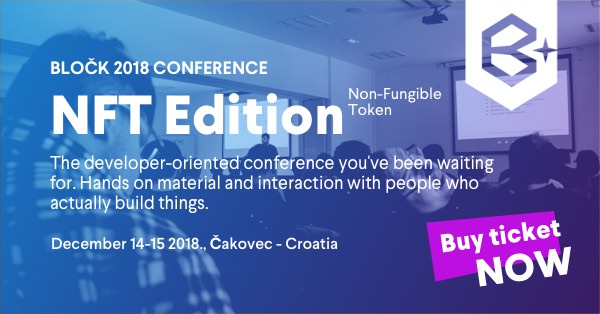 BLOČK 2018 CONFERENCE
NFT Edition
Non-Fungible
Token
The developer-oriented conference you've been waiting
for. Hands on material and interaction with people who
actually build things.
December 14-15 2018., Čakovec - Croatia
Buy ticket
NOW